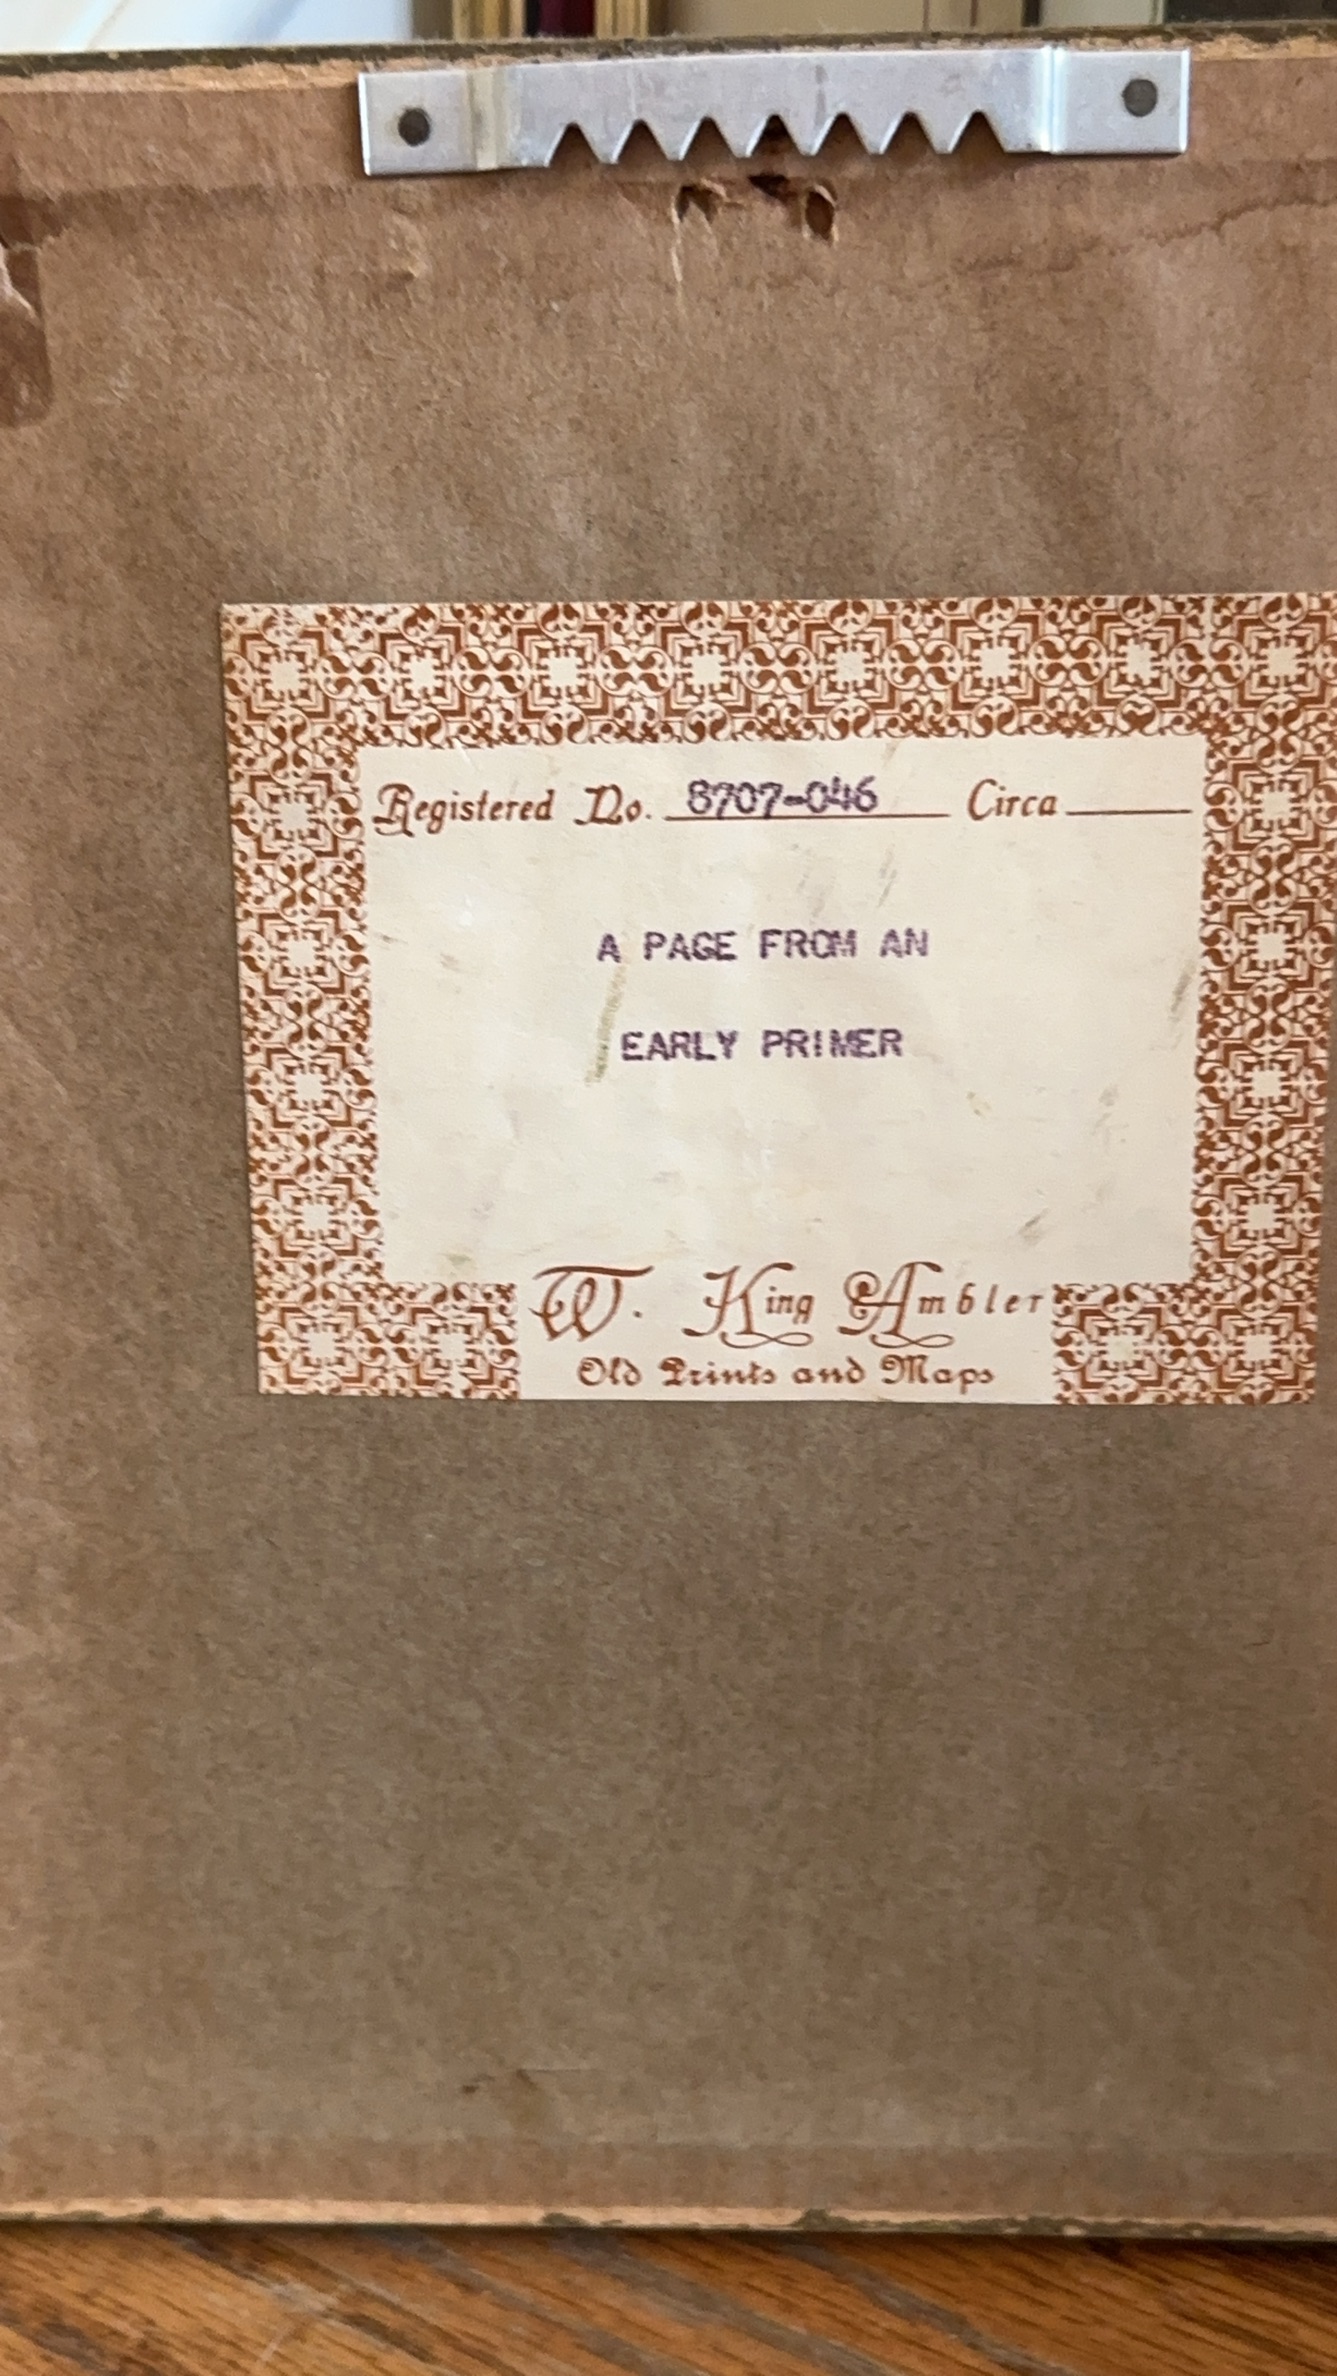 Registered No. 8707-046 Circa
A PAGE FROM AN
EARLY PRIMER
W. King Ambler
Old Prints and Maps